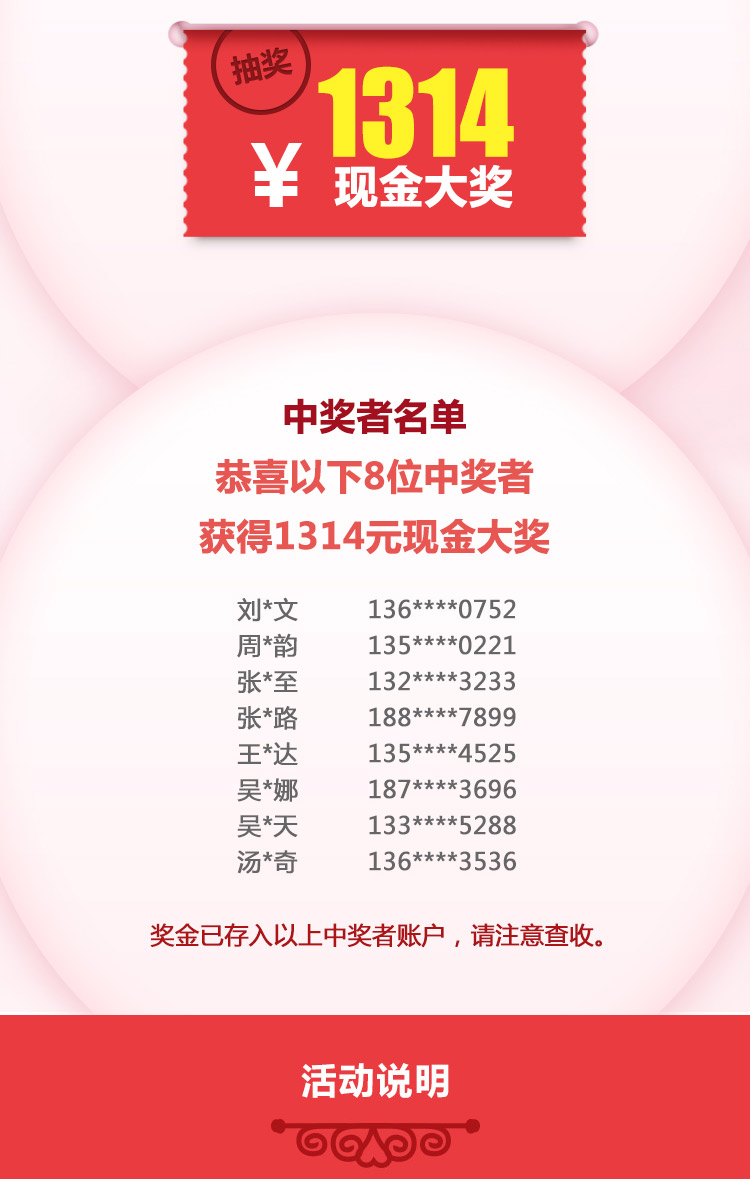 抽奖
1314
¥ 现金大奖
中奖者名单
恭喜以下8位中奖者
获得1314元现金大奖
刘*文 136****0752
周*韵 135****0221
张*至 132****3233
张*路 188****7899
王*达 135****4525
吴*娜 187****3696
吴*天 133****5288
汤*奇 136****3536
奖金已存入以上中奖者账户，请注意查收。
活动说明